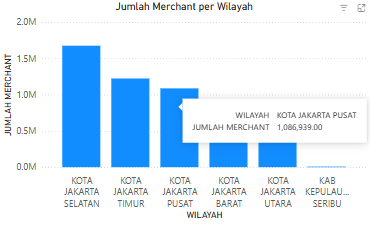 Jumlah Merchant per Wilayah
2.0M
1.5M
1.0M
0.5M
0.0M
JUMLAH MERCHANT
WILAYAH KOTA JAKARTA PUSAT
JUMLAH MERCHANT 1,086,939.00
KOTA JAKARTA SELATAN
KOTA JAKARTA TIMUR
KOTA JAKARTA PUSAT
KOTA JAKARTA BARAT
KOTA JAKARTA UTARA
KAB KEPULAU... SERIBU
WILAYAH